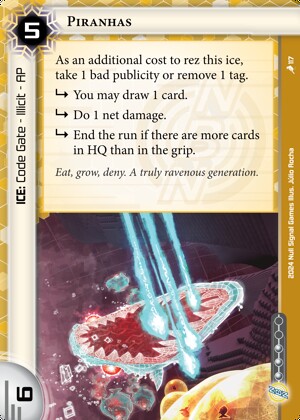 5
PIRANHAS
As an additional cost to rez this ice,
take 1 bad publicity or remove 1 tag.
↳ You may draw 1 card.
↳ Do 1 net damage.
↳ End the run if there are more cards
in HQ than in the grip.
Eat, grow, deny. A truly ravenous generation.
ICE: Code Gate - Illicit - AP
117
2024 Null Signal Games Illus. Júlio Rocha
6